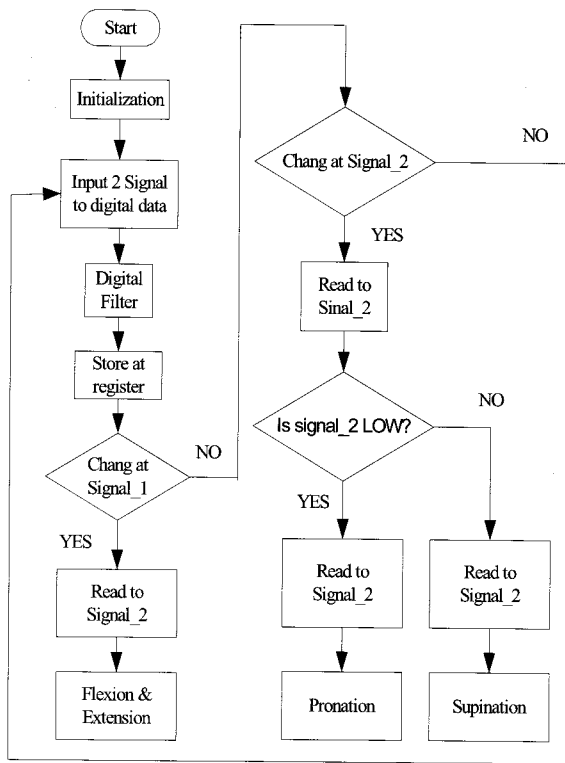 Start
Initialization
Input 2 Signal
to digital data
Digital
Filter
Store at
register
Chang at
Signal_1
NO
YES
Read to
Signal_2
Flexion &
Extension
Chang at Signal_2
NO
YES
Read to
Sinal_2
Is signal_2 LOW?
NO
YES
Read to
Signal_2
Pronation
Read to
Signal_2
Supination